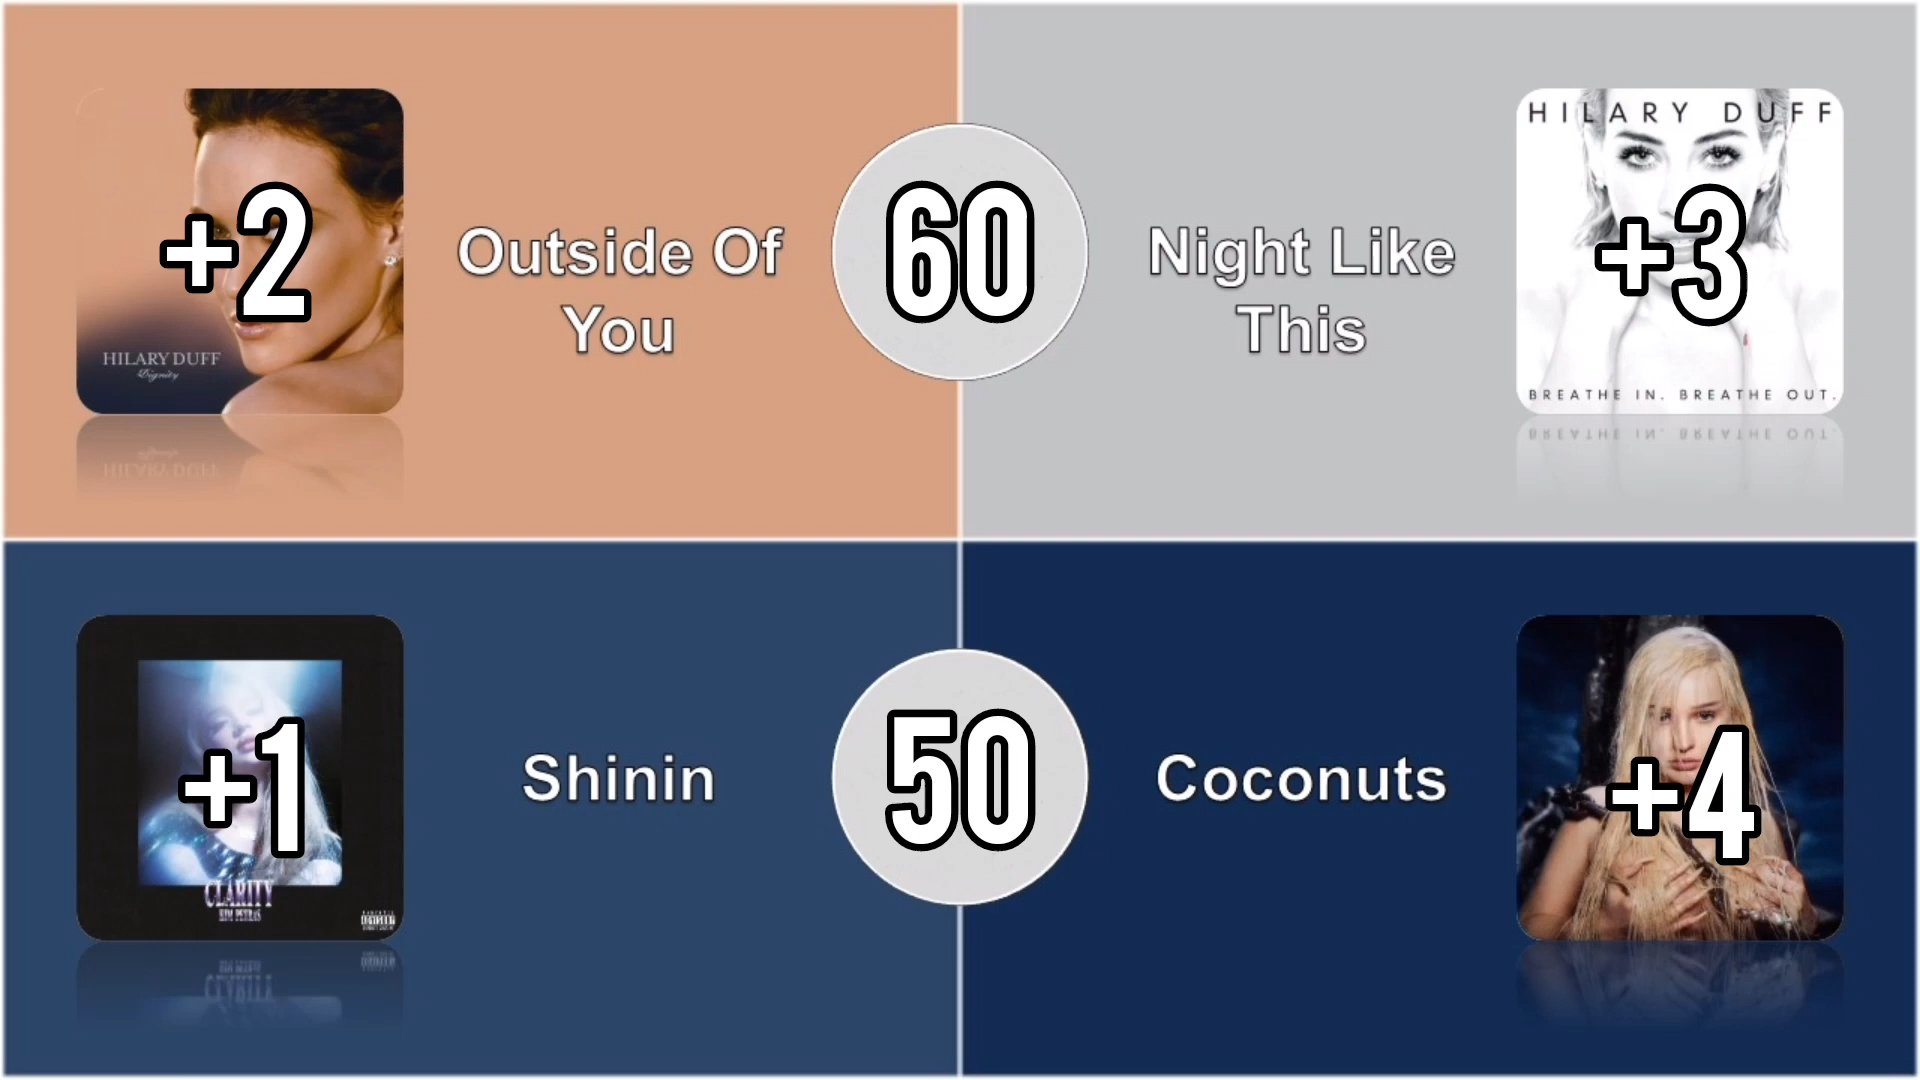 HILARY DUFF
+2
+3
60
Outside Of
You
Night Like
This
HILARY DUFF
Dignity
BREATHE IN. BREATHE OUT.
+1
Shinin
50
Coconuts
+4
CLARITY
KIM PETRAS